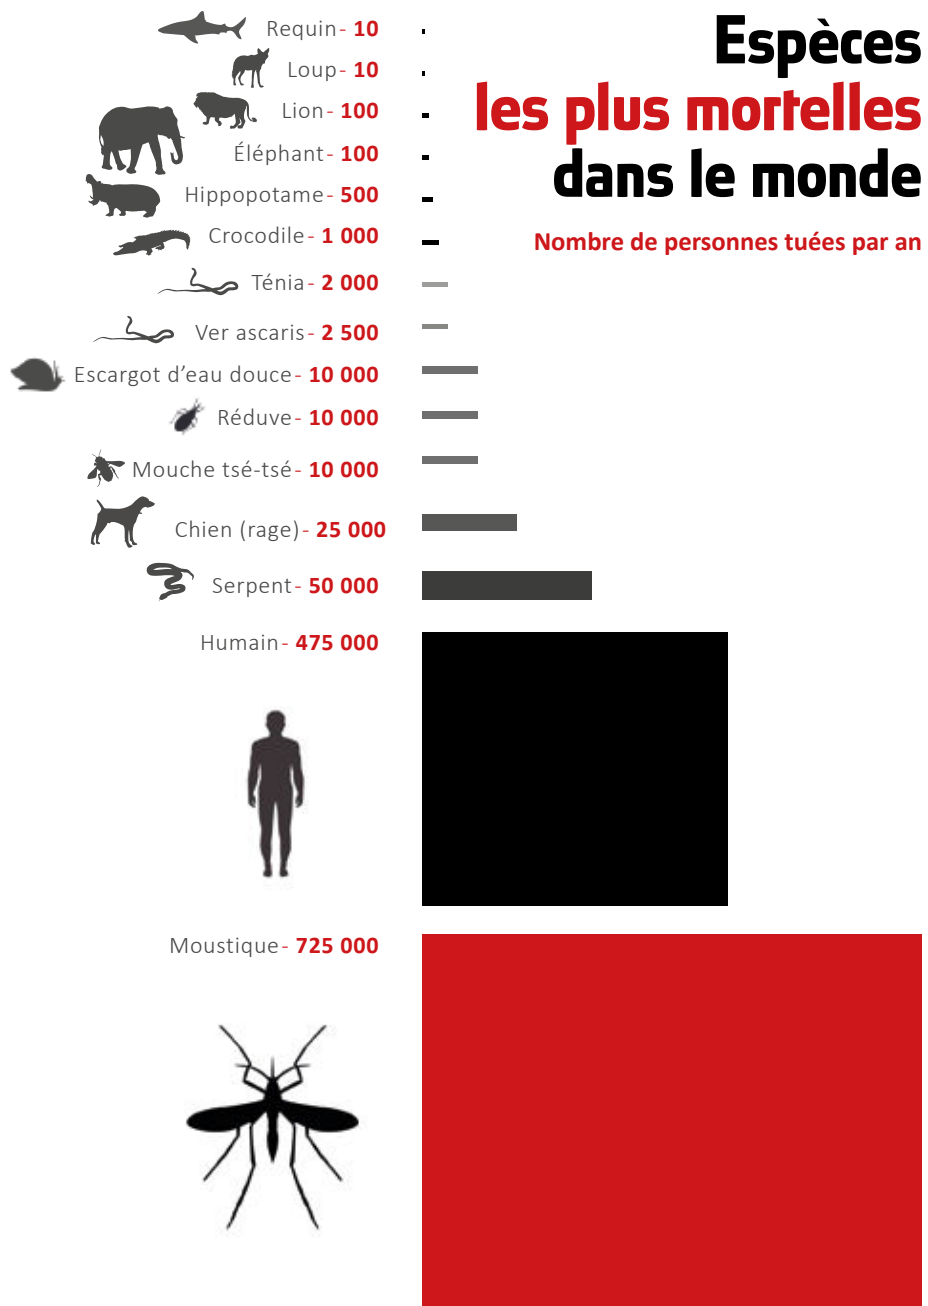 Espèces
les plus mortelles
dans le monde
Nombre de personnes tuées par an
Requin- 10
Loup- 10
Lion- 100
Éléphant- 100
Hippopotame- 500
Crocodile- 1 000
Ténia- 2 000
Ver ascaris- 2 500
Escargot d’eau douce- 10 000
Réduve- 10 000
Mouche tsé-tsé- 10 000
Chien (rage)- 25 000
Serpent- 50 000
Humain- 475 000
Moustique- 725 000